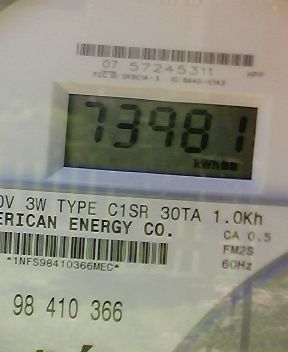 07 57245311
73981
kWh
0V 3W TYPE C1SR 30TA 1.0Kh
ERICAN ENERGY CO.
CA 0.5
FM2S
*1NFS98410366MEC*
60Hz
98 410 366